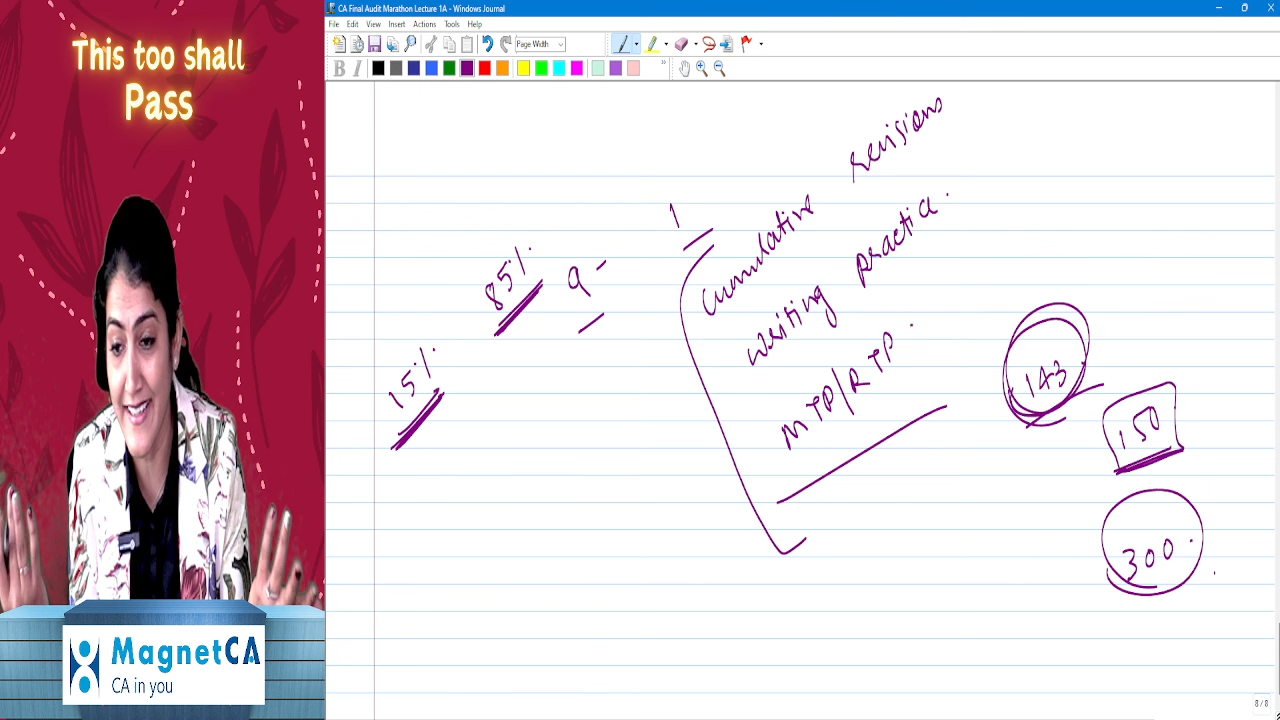 This too shall
Pass
MagnetCA
CA in you
CA Final Audit Marathon Lecture 1A - Windows Journal
File Edit View Insert Actions Tools Help
Page Width
B I
15%.
85%.
9 -
1
Cumulative revisions
Writing practice.
MTP/RTP.
143
150
300.
8 / 8